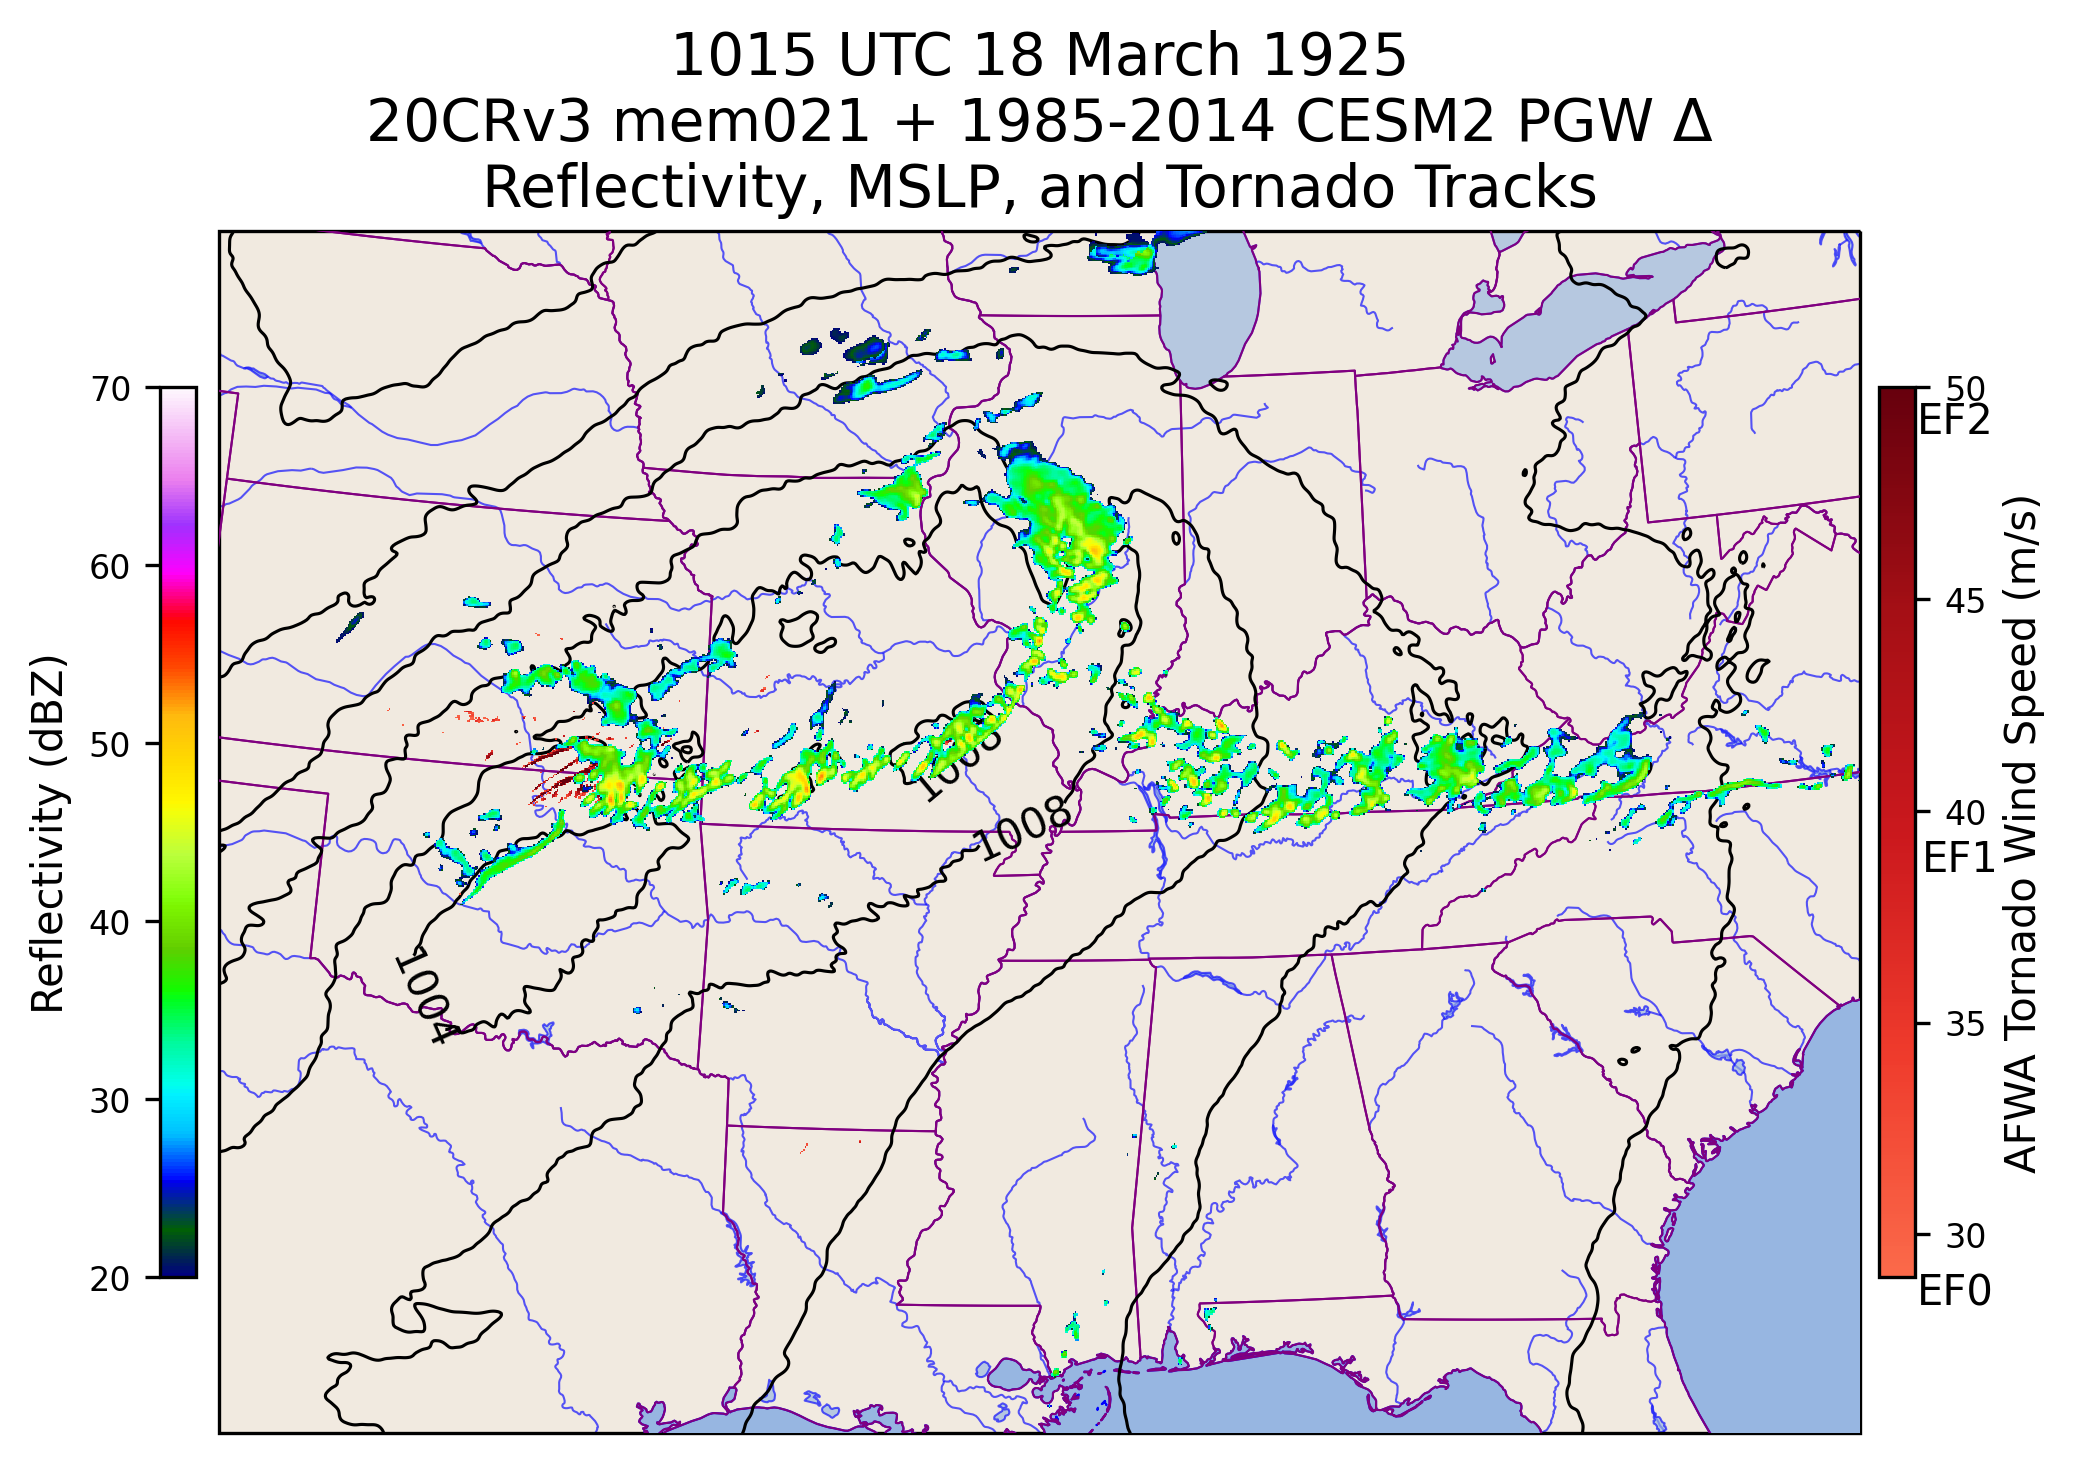 1015 UTC 18 March 1925
20CRv3 mem021 + 1985-2014 CESM2 PGW Δ
Reflectivity, MSLP, and Tornado Tracks
70
60
50
40
30
20
Reflectivity (dBZ)
1008
1008
1004
50
EF2
45
40
EF1
35
30
EF0
AFWA Tornado Wind Speed (m/s)